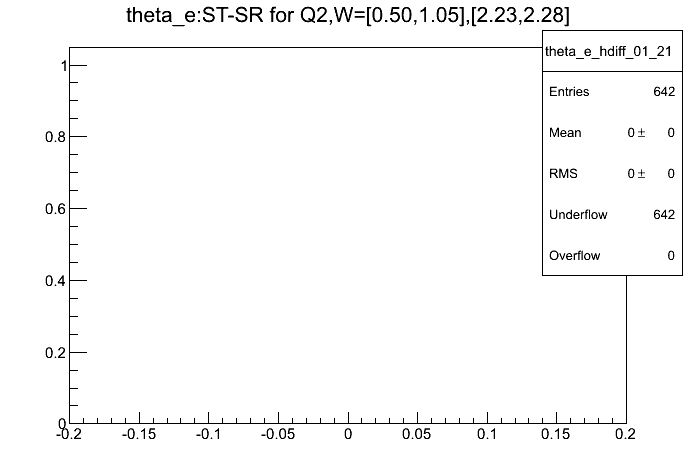 theta_e:ST-SR for Q2,W=[0.50,1.05],[2.23,2.28]
theta_e_hdiff_01_21
Entries 642
Mean 0 ± 0
RMS 0 ± 0
Underflow 642
Overflow 0
1
0.8
0.6
0.4
0.2
0
-0.2 -0.15 -0.1 -0.05 0 0.05 0.1 0.15 0.2